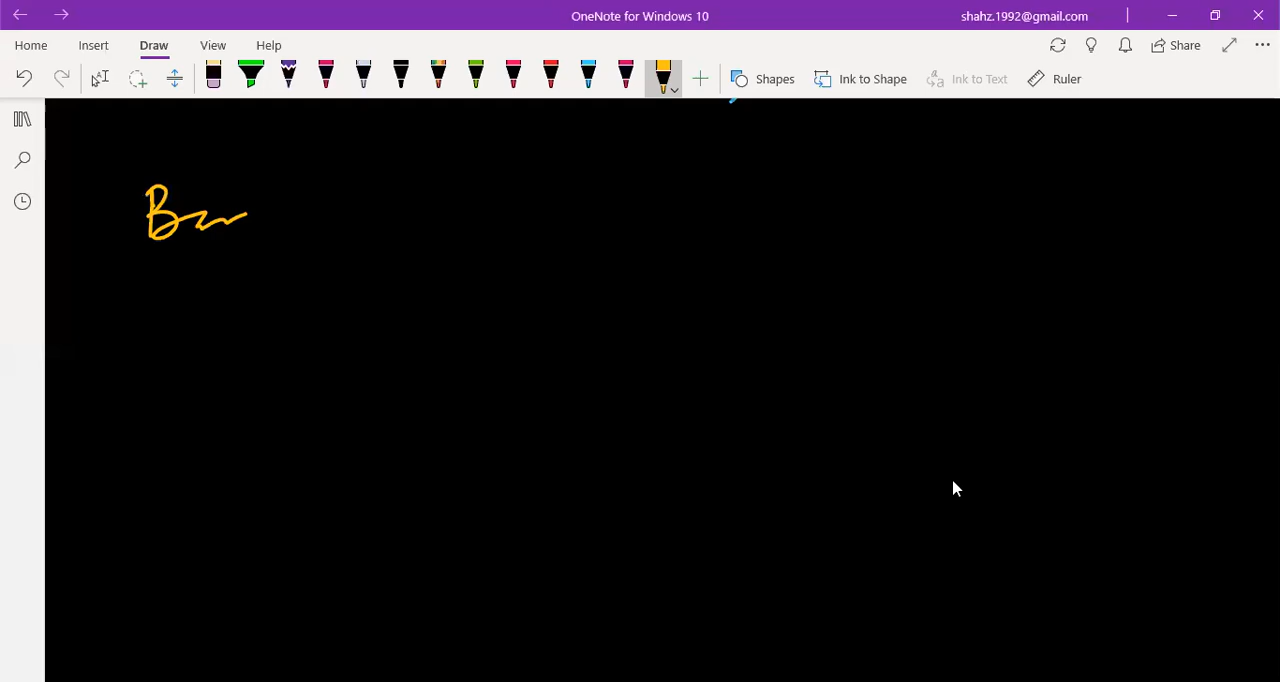 OneNote for Windows 10
shahz.1992@gmail.com
Home Insert Draw View Help
Share
Shapes Ink to Shape Ink to Text Ruler